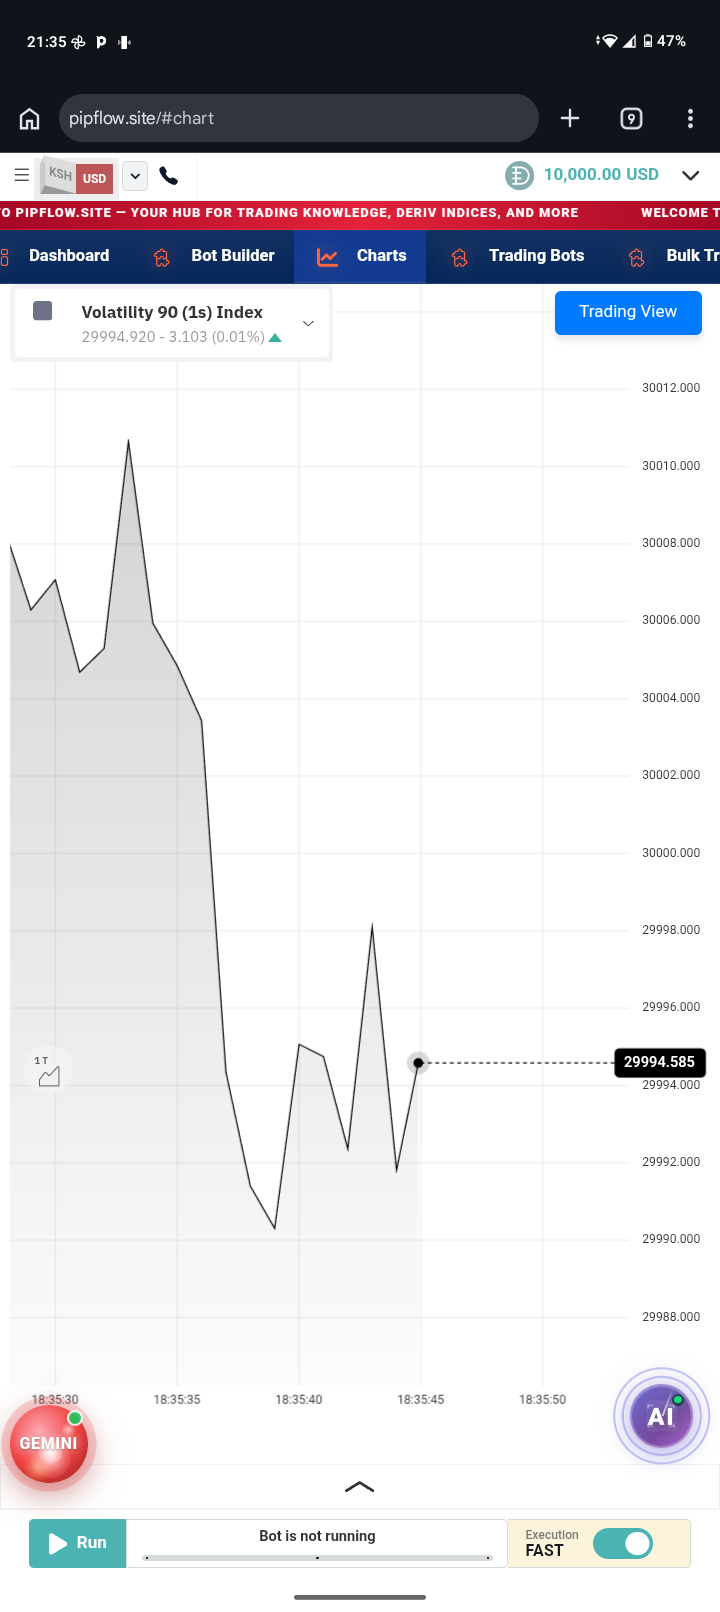 21:35
47%
pipflow.site/#chart
9
KSH
USD
10,000.00 USD
O PIPFLOW.SITE — YOUR HUB FOR TRADING KNOWLEDGE, DERIV INDICES, AND MORE WELCOME T
Dashboard Bot Builder Charts Trading Bots Bulk Tr
Volatility 90 (1s) Index
29994.920 - 3.103 (0.01%)
Trading View
30012.000
30010.000
30008.000
30006.000
30004.000
30002.000
30000.000
29998.000
29996.000
1 T
29994.585
29994.000
29992.000
29990.000
29988.000
18:35:30 18:35:35 18:35:40 18:35:45 18:35:50
GEMINI
AI
Run
Bot is not running
Execution
FAST